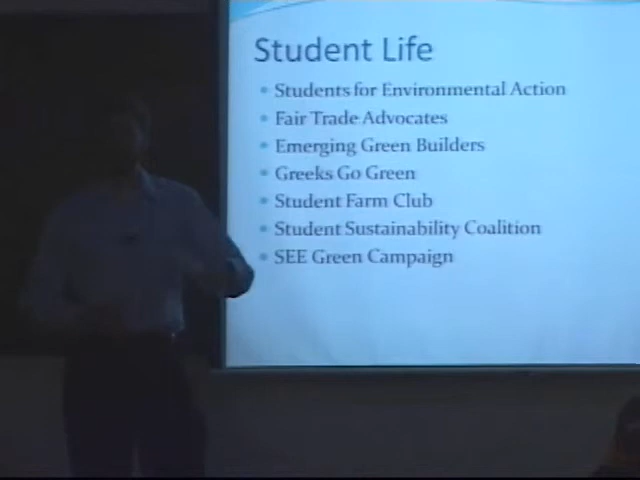 Student Life
Students for Environmental Action
Fair Trade Advocates
Emerging Green Builders
Greeks Go Green
Student Farm Club
Student Sustainability Coalition
SEE Green Campaign